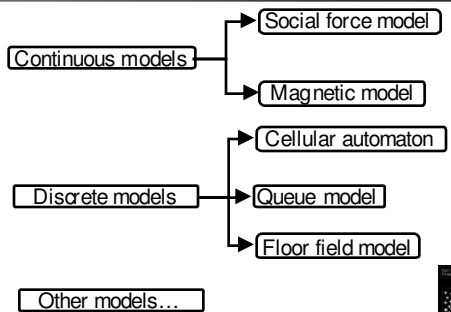 Social force model
Continuous models
Magnetic model
Cellular automaton
Discrete models
Queue model
Floor field model
Other models…